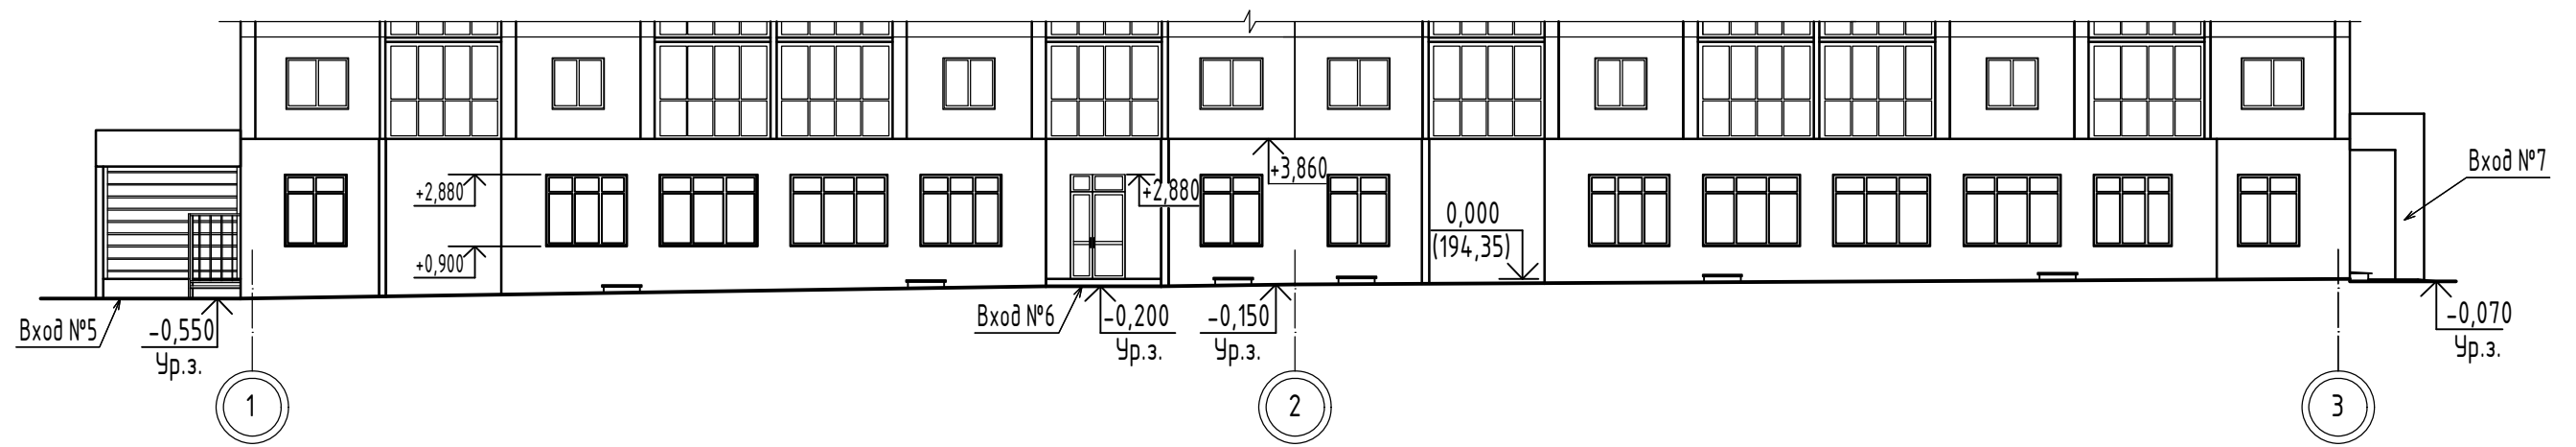 +2,880
+0,900
+2,880
+3,860
0,000
(194,35)
Вход №7
Вход №5
-0,550
Ур.з.
Вход №6
-0,200
Ур.з.
-0,150
Ур.з.
-0,070
Ур.з.
1
2
3